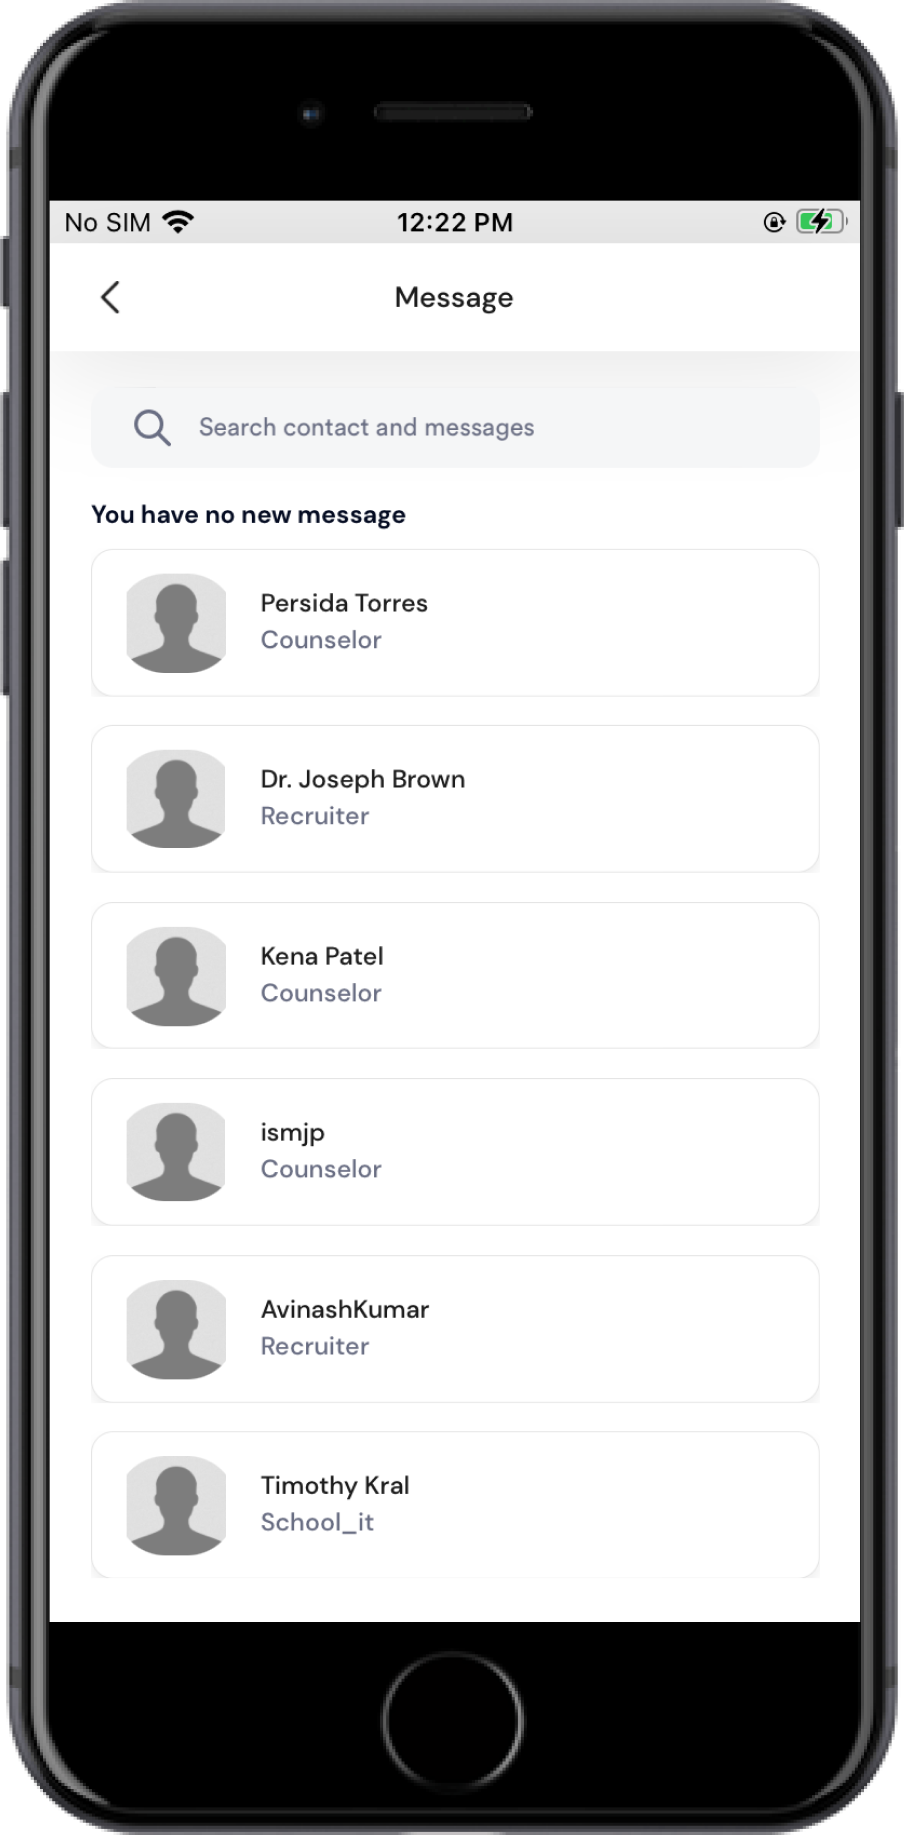 No SIM 12:22 PM
Message
Search contact and messages
You have no new message
Persida Torres
Counselor
Dr. Joseph Brown
Recruiter
Kena Patel
Counselor
ismjp
Counselor
AvinashKumar
Recruiter
Timothy Kral
School_it